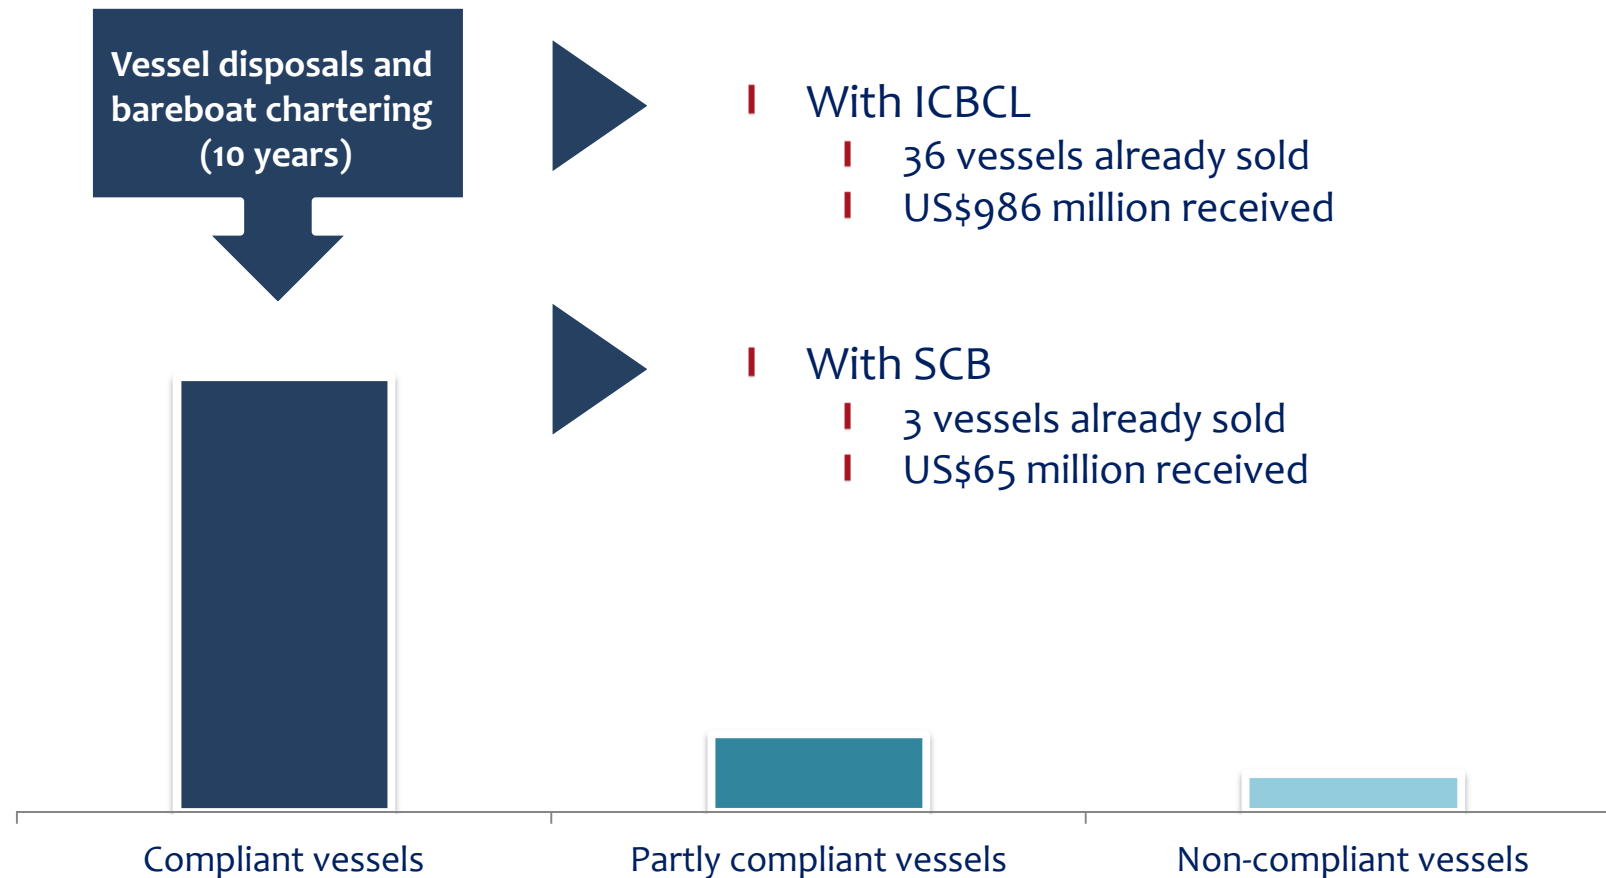 Vessel disposals and
bareboat chartering
(10 years)
With ICBCL
36 vessels already sold
US$986 million received
With SCB
3 vessels already sold
US$65 million received
Compliant vessels
Partly compliant vessels
Non-compliant vessels